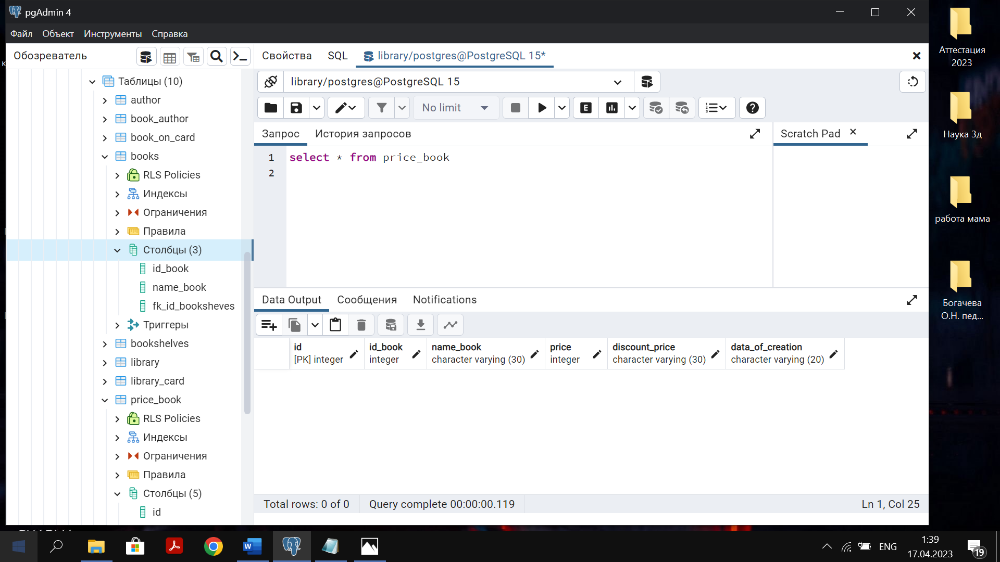 pgAdmin 4
Файл Объект Инструменты Справка
Обозреватель
Таблицы (10)
author
book_author
book_on_card
books
RLS Policies
Индексы
Ограничения
Правила
Столбцы (3)
id_book
name_book
fk_id_booksheves
Триггеры
bookshelves
library
library_card
price_book
RLS Policies
Индексы
Ограничения
Правила
Столбцы (5)
id
Свойства SQL library/postgres@PostgreSQL 15*
library/postgres@PostgreSQL 15
No limit
E
Запрос История запросов
Scratch Pad
1 select * from price_book
2
Data Output Сообщения Notifications
id id_book name_book price discount_price data_of_creation
[PK] integer integer character varying (30) integer character varying (30) character varying (20)
Total rows: 0 of 0 Query complete 00:00:00.119 Ln 1, Col 25
Аттестация
2023
Наука 3д
работа мама
Богачева
О.Н. пед...
W
ENG
1:39
17.04.2023
19